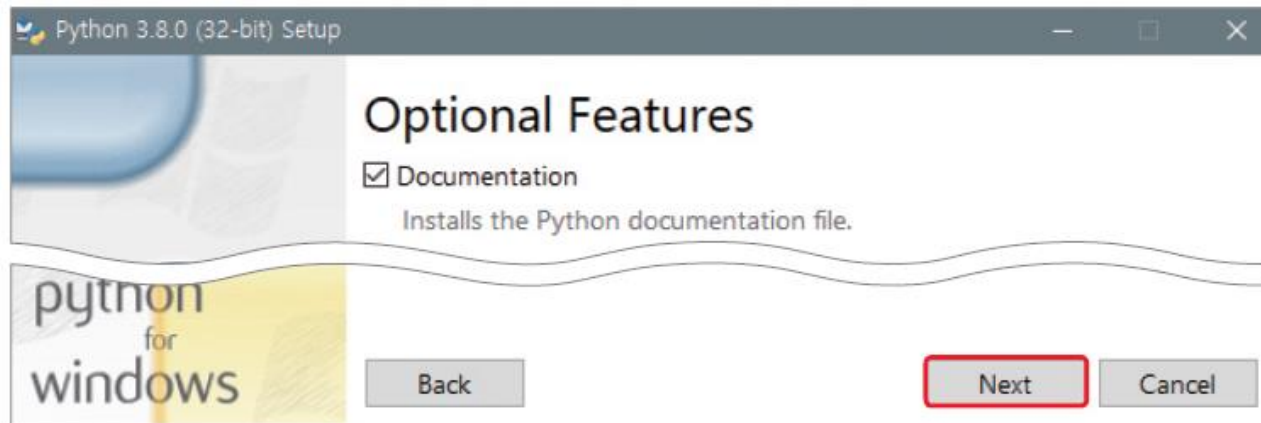 Python 3.8.0 (32-bit) Setup
Optional Features
Documentation
Installs the Python documentation file.
python
for
windows
Back
Next
Cancel